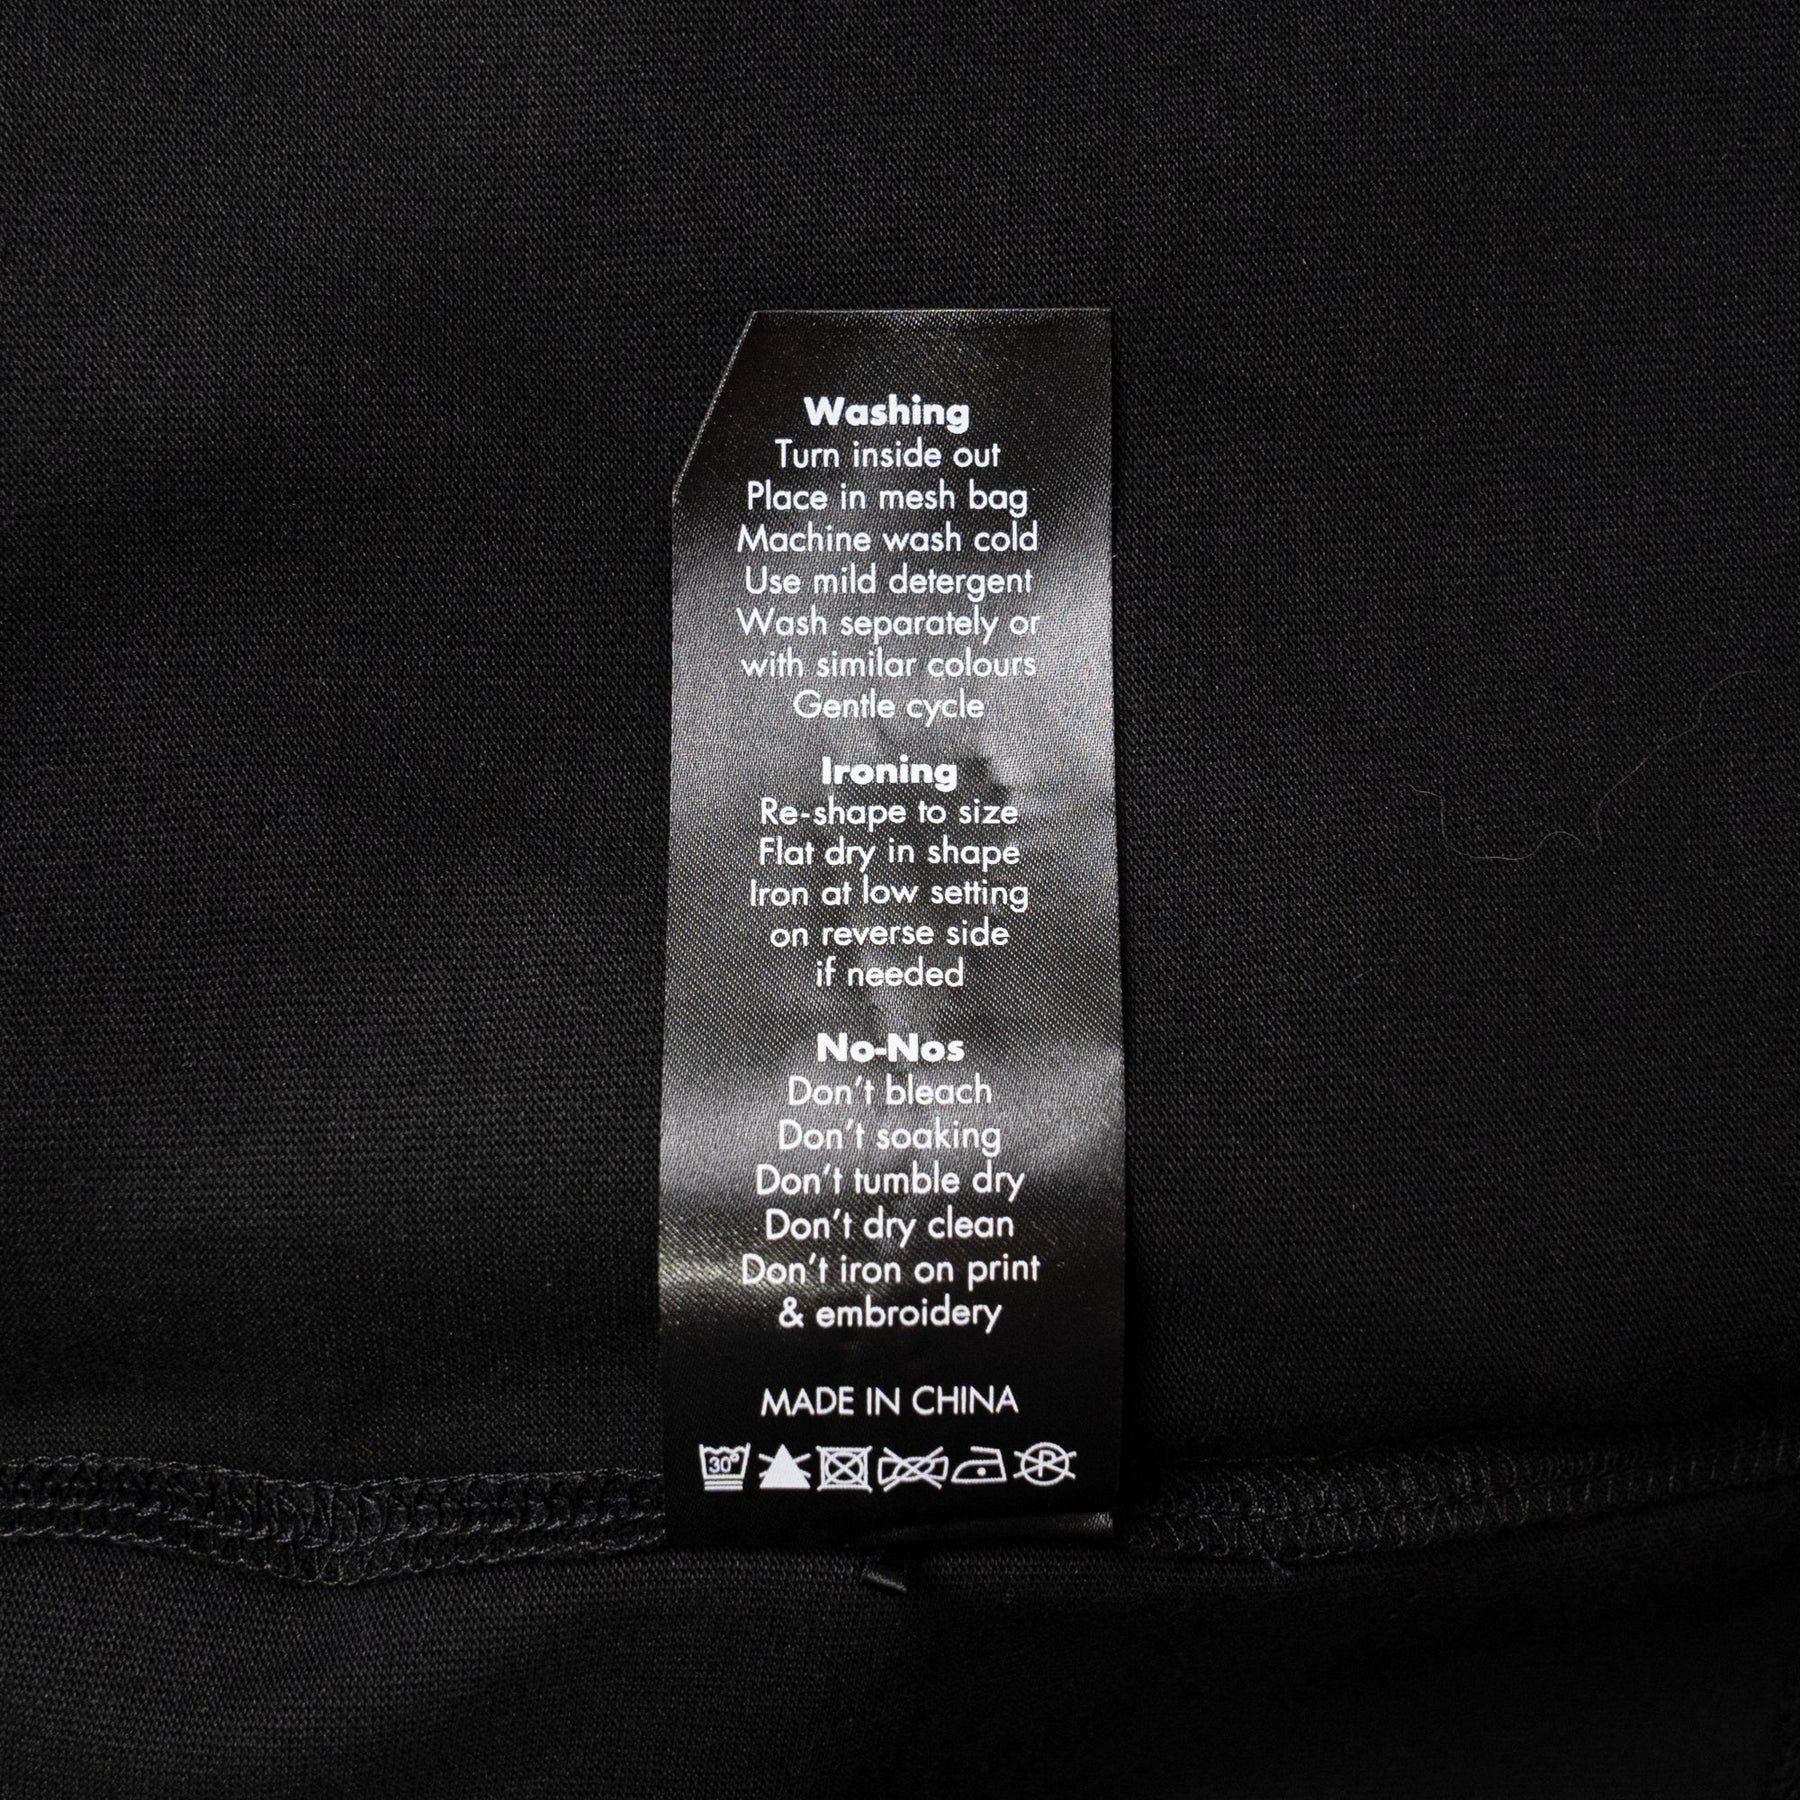 Washing
Turn inside out
Place in mesh bag
Machine wash cold
Use mild detergent
Wash separately or
with similar colours
Gentle cycle
Ironing
Re-shape to size
Flat dry in shape
Iron at low setting
on reverse side
if needed
No-Nos
Don't bleach
Don't soaking
Don't tumble dry
Don't dry clean
Don't iron on print
& embroidery
MADE IN CHINA
30° P